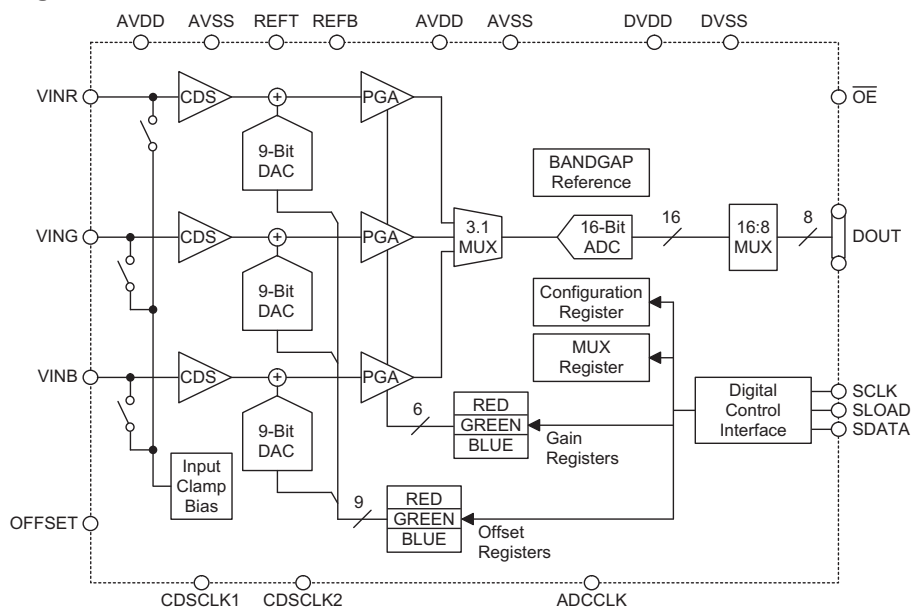 AVDD AVSS REFT REFB AVDD AVSS DVDD DVSS
VINR CDS + PGA OE
9-Bit
DAC
BANDGAP
Reference
VING CDS + PGA 3.1
MUX
16-Bit
ADC
16
16:8
MUX
8
DOUT
9-Bit
DAC
Configuration
Register
MUX
Register
VINB CDS + PGA
9-Bit
DAC
6
RED
GREEN
BLUE
Gain
Registers
Digital
Control
Interface
SCLK
SLOAD
SDATA
Input
Clamp
Bias
9
RED
GREEN
BLUE
Offset
Registers
OFFSET
CDSCLK1 CDSCLK2 ADCCLK